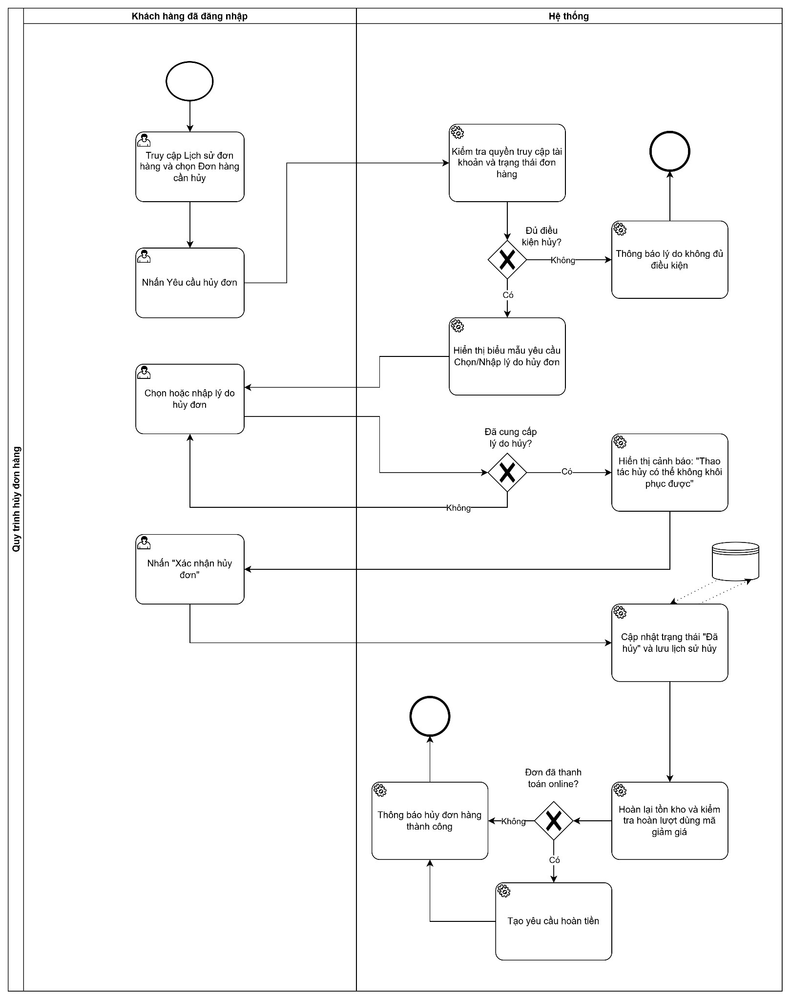 Khách hàng đã đăng nhập
Hệ thống
Quy trình hủy đơn hàng
Truy cập Lịch sử đơn
hàng và chọn Đơn hàng
cần hủy
Kiểm tra quyền truy cập tài
khoản và trạng thái đơn
hàng
Đủ điều
kiện hủy?
Không
Thông báo lý do không đủ
điều kiện
Nhấn Yêu cầu hủy đơn
Có
Hiển thị biểu mẫu yêu cầu
Chọn/Nhập lý do hủy đơn
Chọn hoặc nhập lý do
hủy đơn
Đã cung cấp
lý do hủy?
Có
Hiển thị cảnh báo: "Thao
tác hủy có thể không khôi
phục được"
Không
Nhấn "Xác nhận hủy
đơn"
Cập nhật trạng thái "Đã
hủy" và lưu lịch sử hủy
Đơn đã thanh
toán online?
Hoàn lại tồn kho và kiểm
tra hoàn lượt dùng mã
giảm giá
Không
Thông báo hủy đơn hàng
thành công
Có
Tạo yêu cầu hoàn tiền